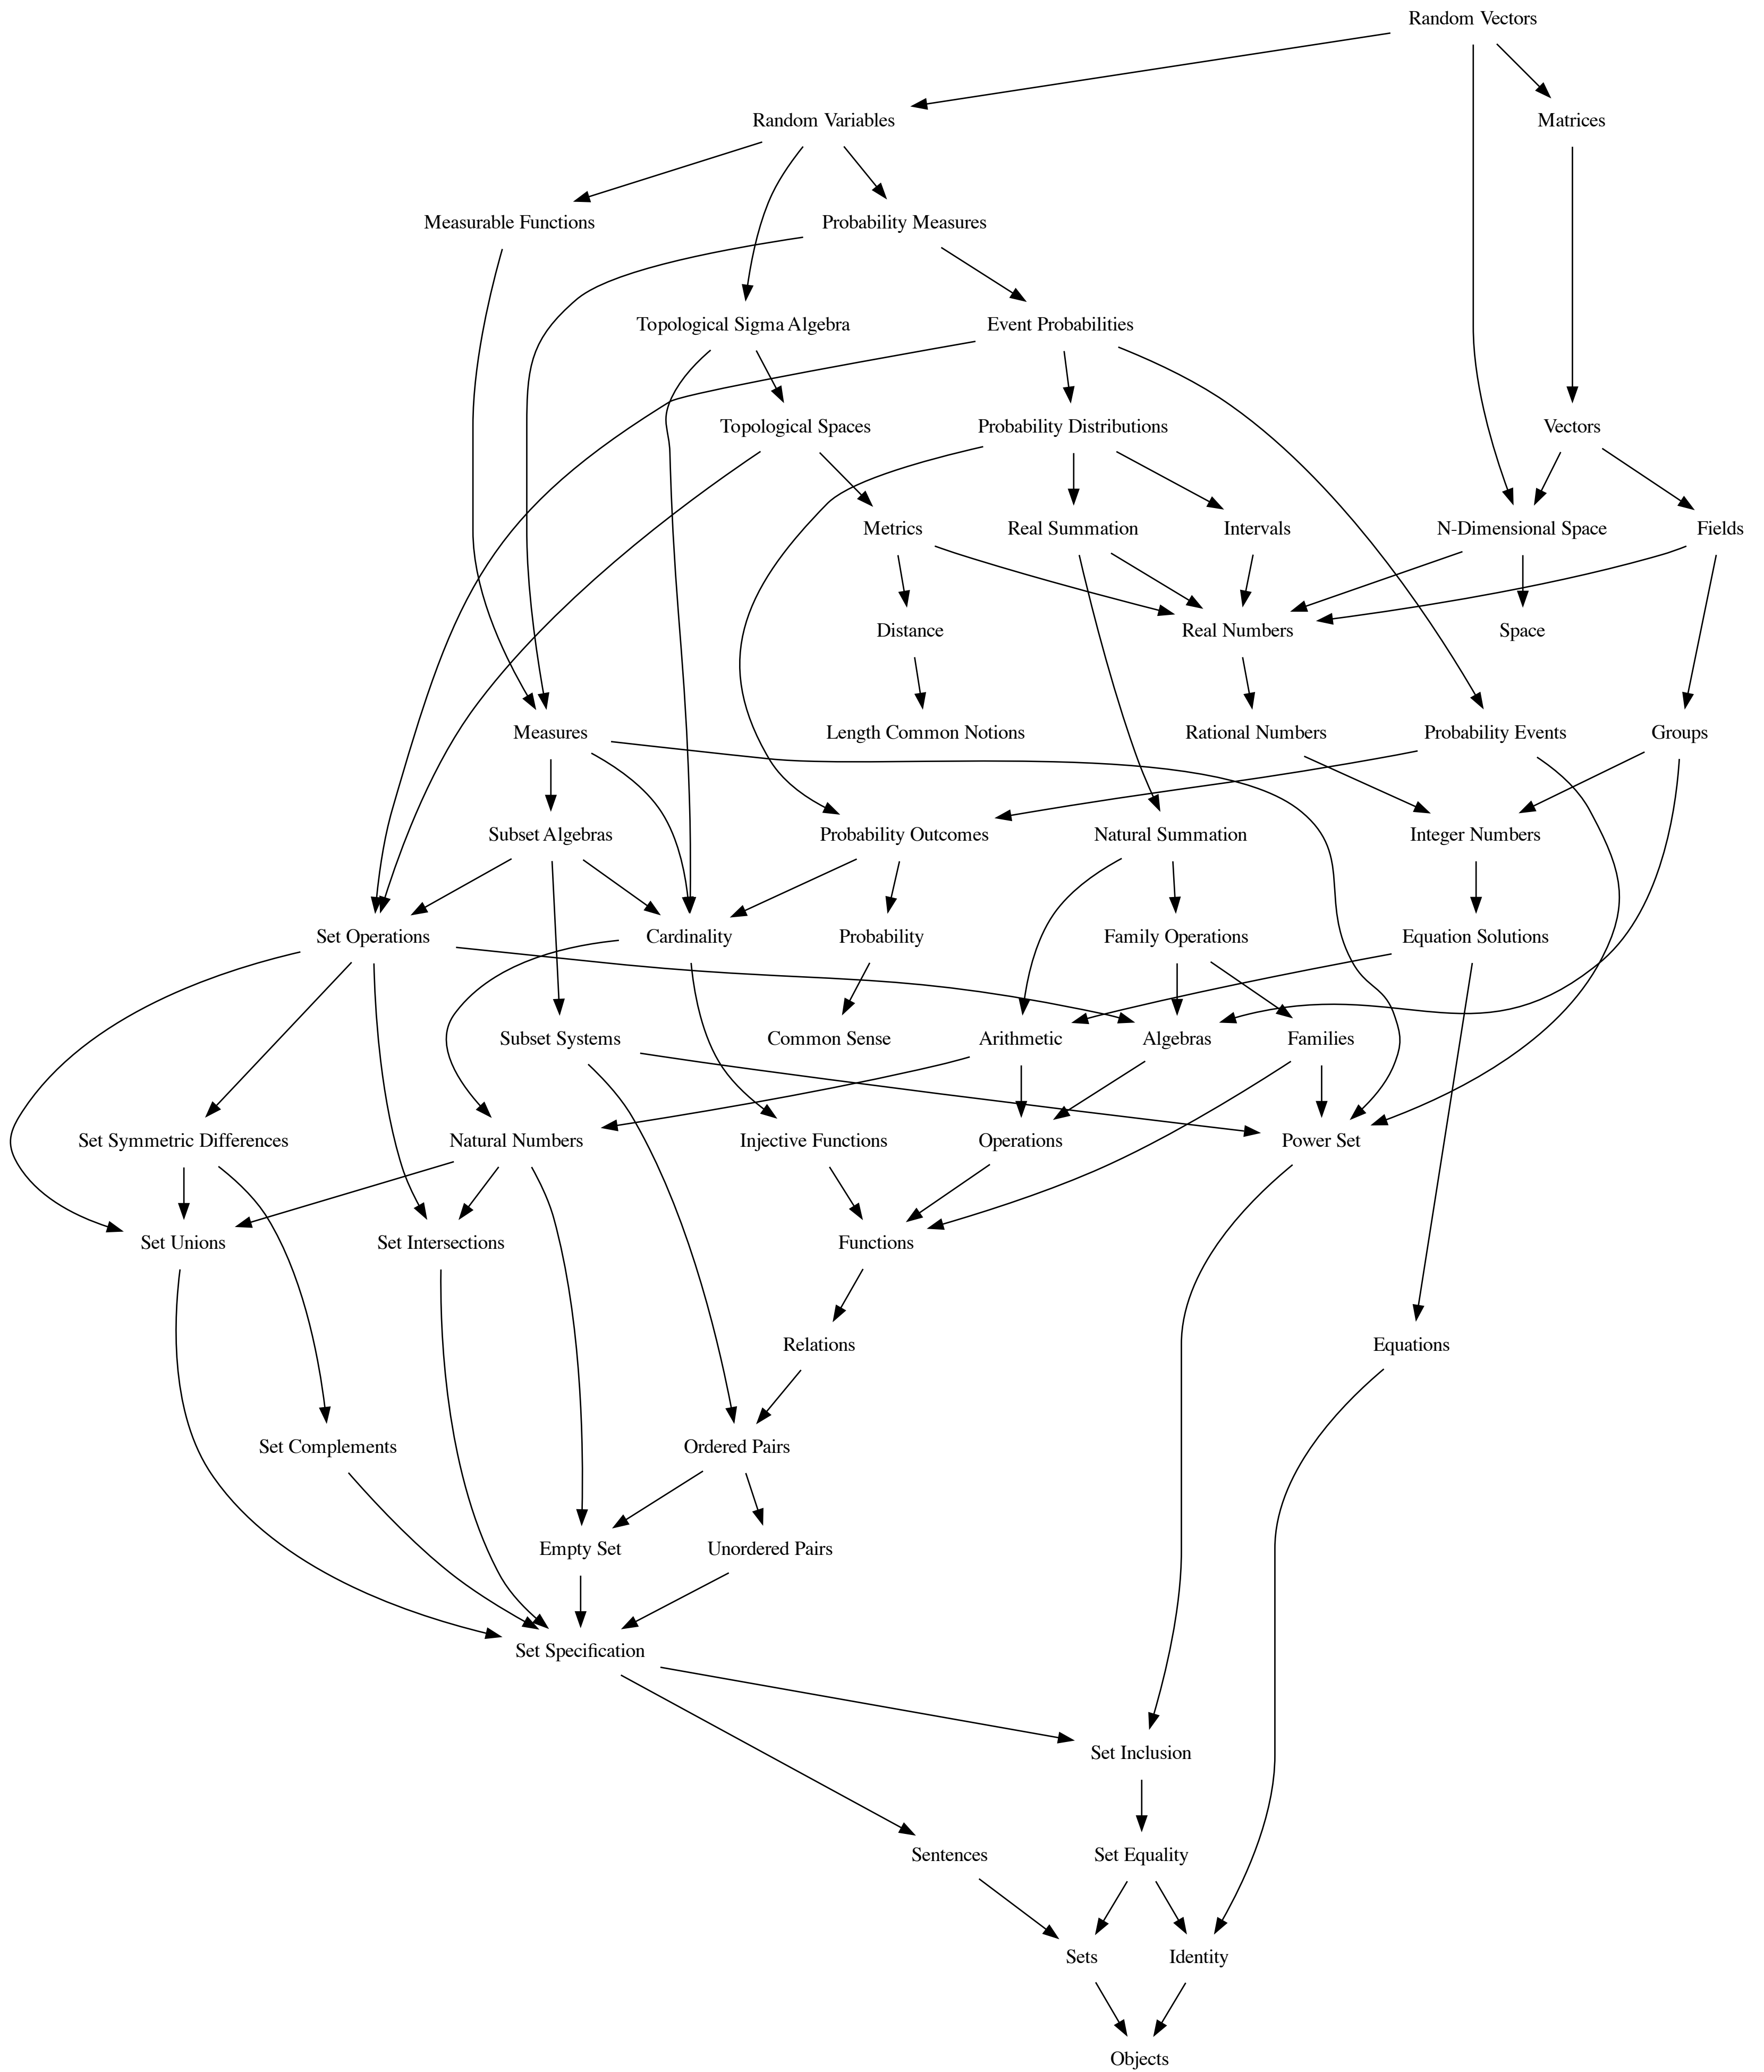 Random Vectors
Random Variables
Matrices
Measurable Functions
Probability Measures
Topological Sigma Algebra
Event Probabilities
Topological Spaces
Probability Distributions
Vectors
Metrics
Real Summation
Intervals
N-Dimensional Space
Fields
Distance
Real Numbers
Space
Measures
Length Common Notions
Rational Numbers
Probability Events
Groups
Subset Algebras
Probability Outcomes
Natural Summation
Integer Numbers
Set Operations
Cardinality
Probability
Family Operations
Equation Solutions
Subset Systems
Common Sense
Arithmetic
Algebras
Families
Set Symmetric Differences
Natural Numbers
Injective Functions
Operations
Power Set
Set Unions
Set Intersections
Functions
Relations
Equations
Set Complements
Ordered Pairs
Empty Set
Unordered Pairs
Set Specification
Set Inclusion
Sentences
Set Equality
Sets
Identity
Objects